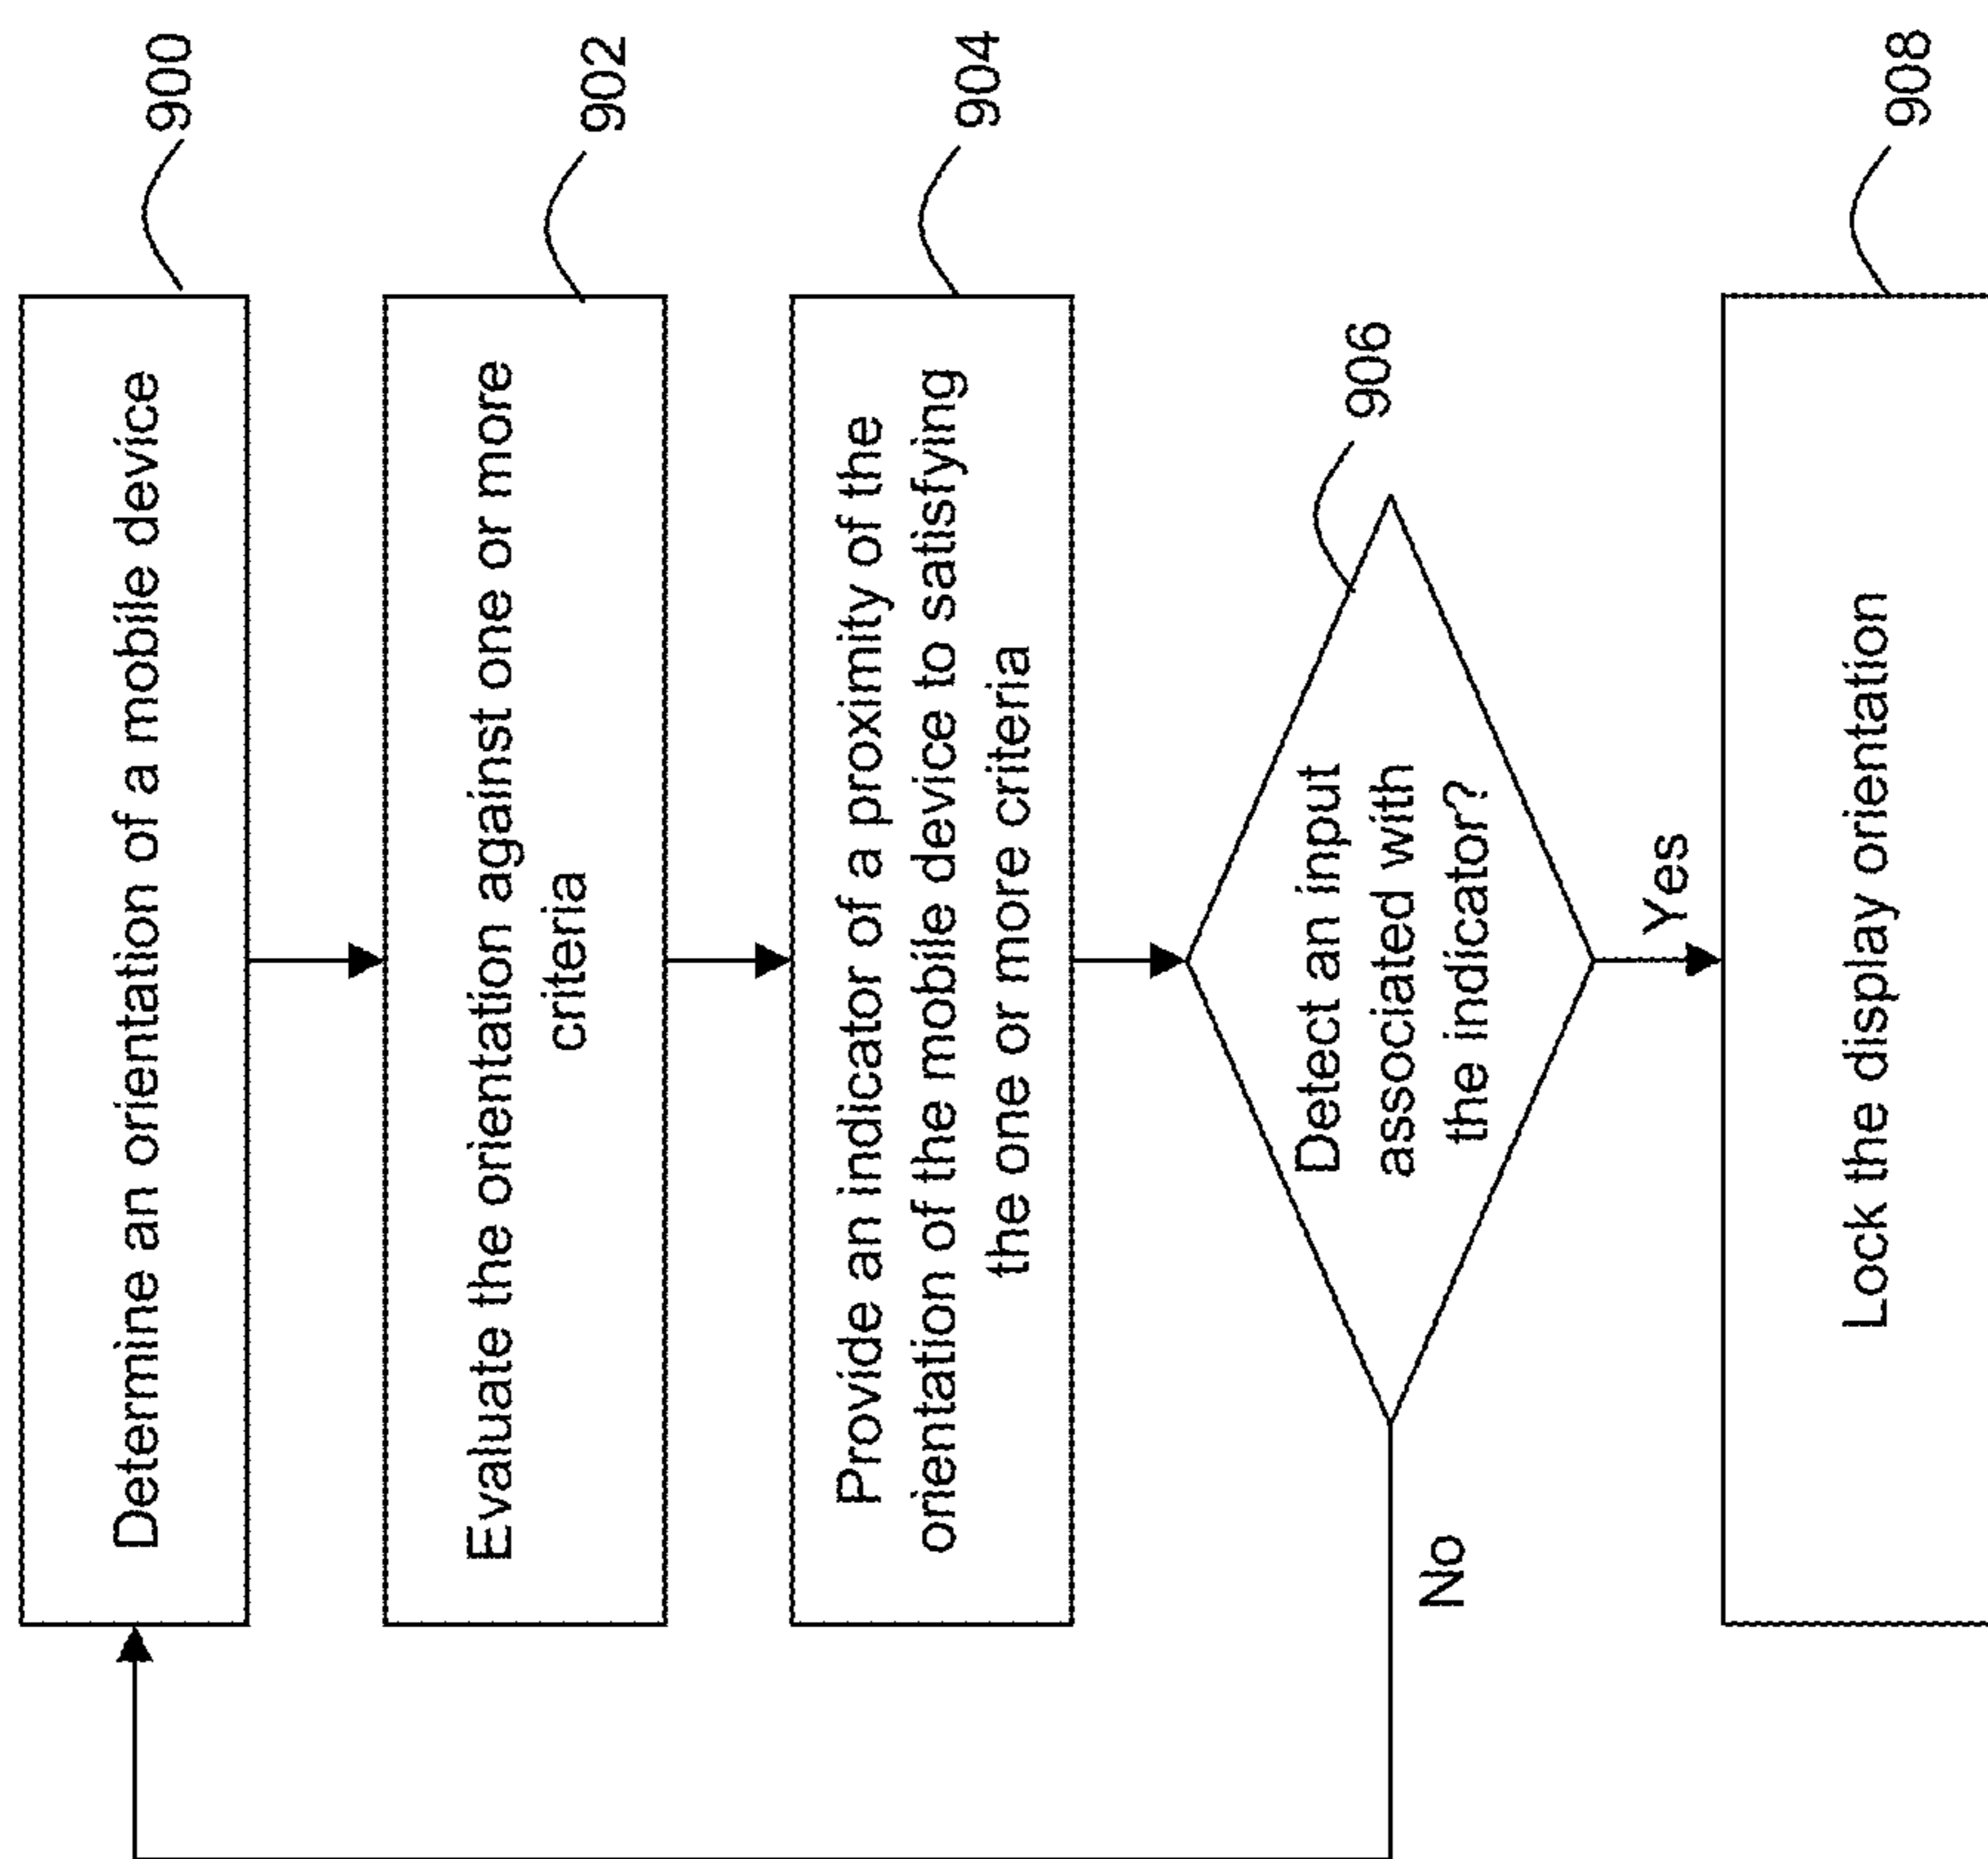 Determine an orientation of a mobile device
900
Evaluate the orientation against one or more
criteria
902
Provide an indicator of a proximity of the
orientation of the mobile device to satisfying
the one or more criteria
904
Detect an input
associated with
the indicator?
906
No
Yes
Lock the display orientation
908